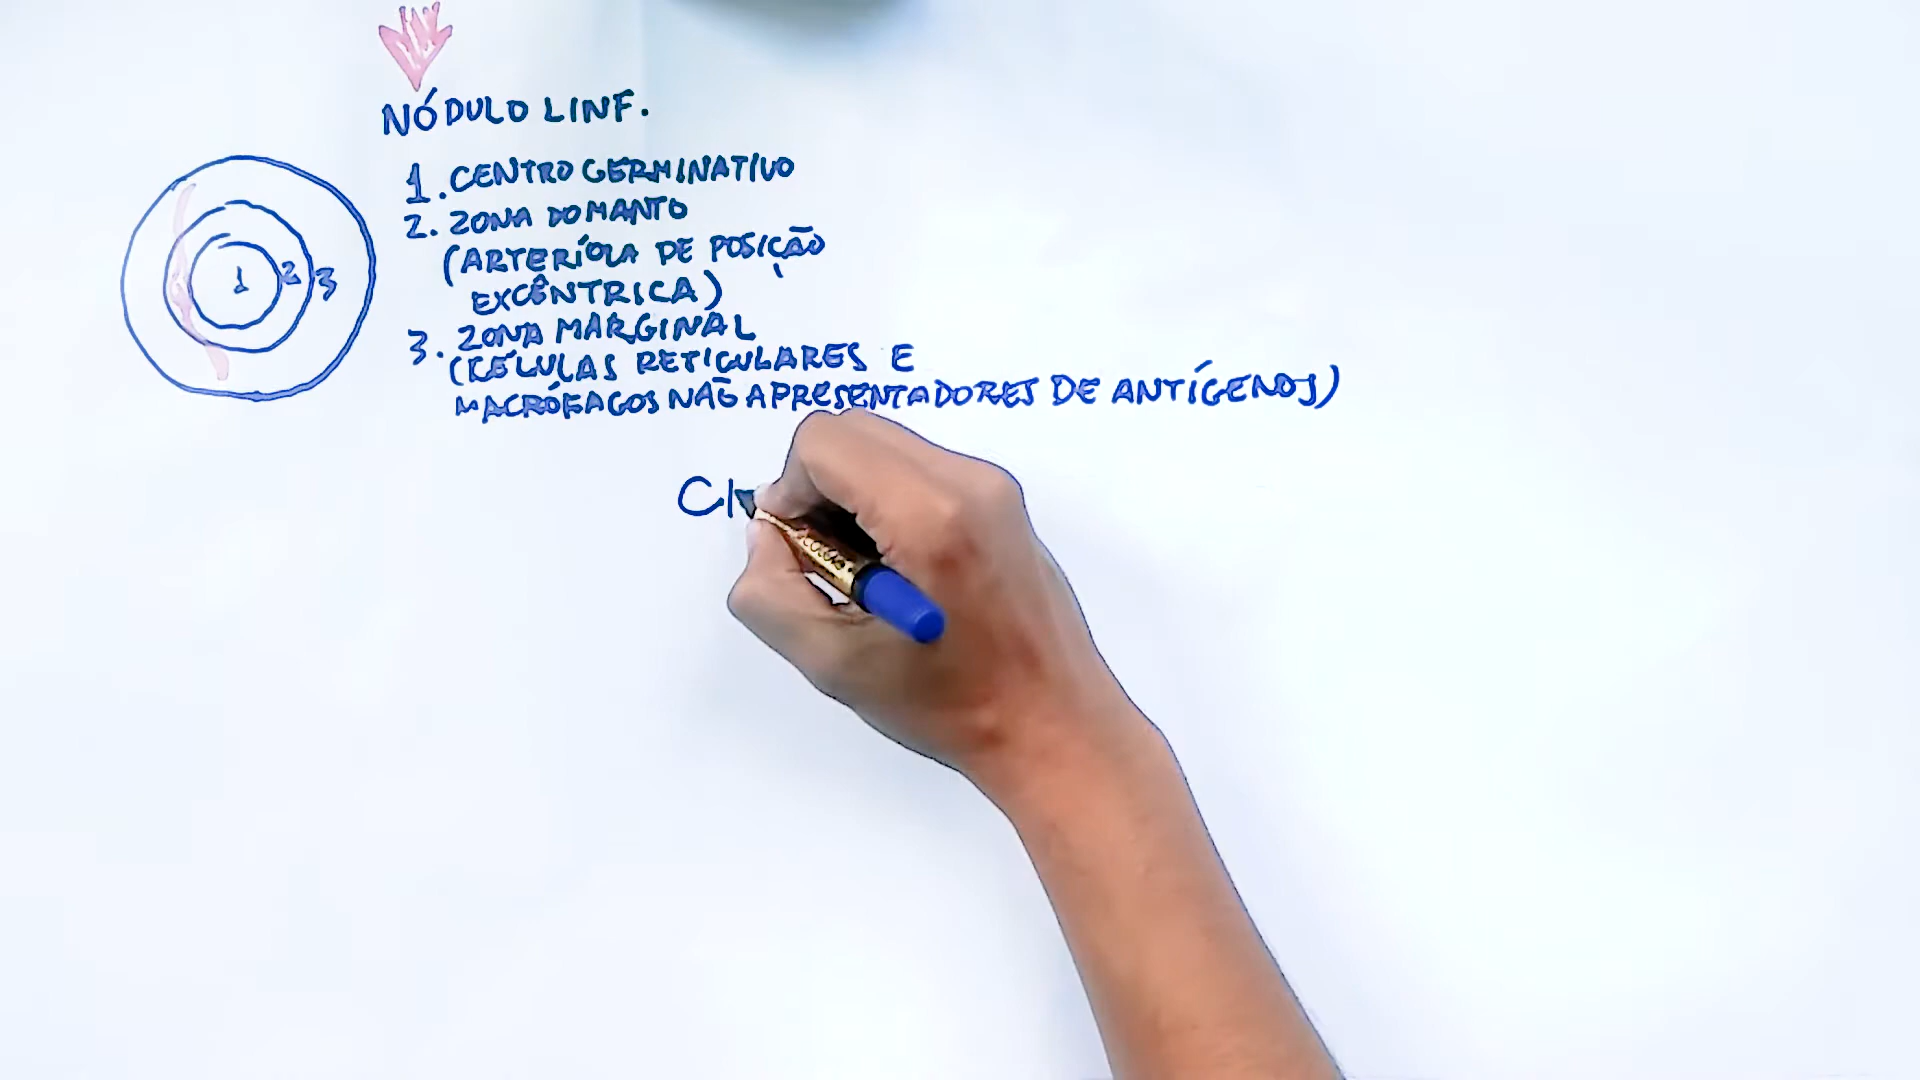 NÓDULO LINF.
1. CENTRO GERMINATIVO
2. ZONA DO MANTO
(ARTERÍOLA DE POSIÇÃO
EXCÊNTRICA)
3. ZONA MARGINAL
(CÉLULAS RETICULARES E
MACRÓFAGOS NÃO APRESENTADORES DE ANTÍGENOS)
1 2 3